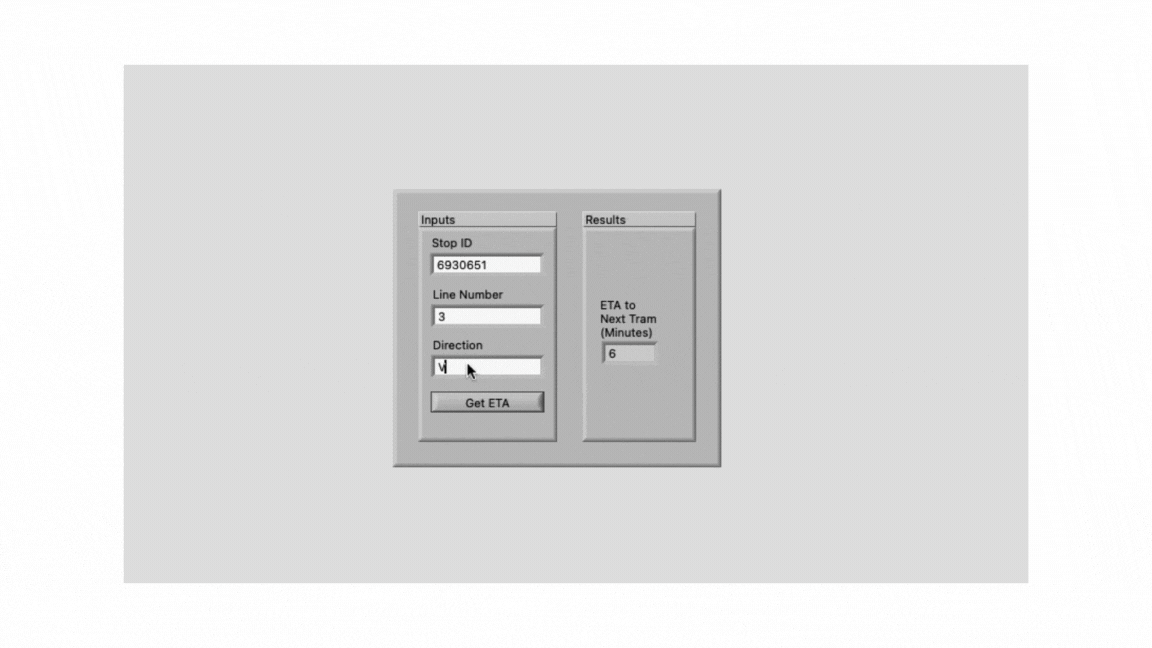 Inputs
Stop ID
6930651
Line Number
3
Direction
V
Get ETA
Results
ETA to
Next Tram
(Minutes)
6